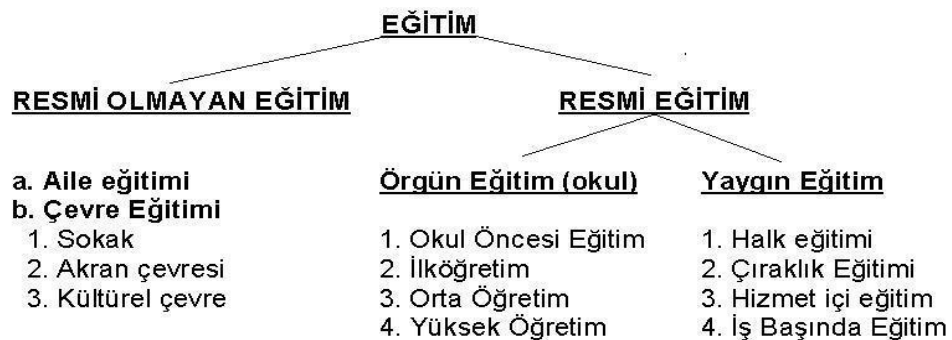 EĞİTİM
RESMİ OLMAYAN EĞİTİM
RESMİ EĞİTİM
a. Aile eğitimi
b. Çevre Eğitimi
1. Sokak
2. Akran çevresi
3. Kültürel çevre
Örgün Eğitim (okul)
1. Okul Öncesi Eğitim
2. İlköğretim
3. Orta Öğretim
4. Yüksek Öğretim
Yaygın Eğitim
1. Halk eğitimi
2. Çıraklık Eğitimi
3. Hizmet içi eğitim
4. İş Başında Eğitim